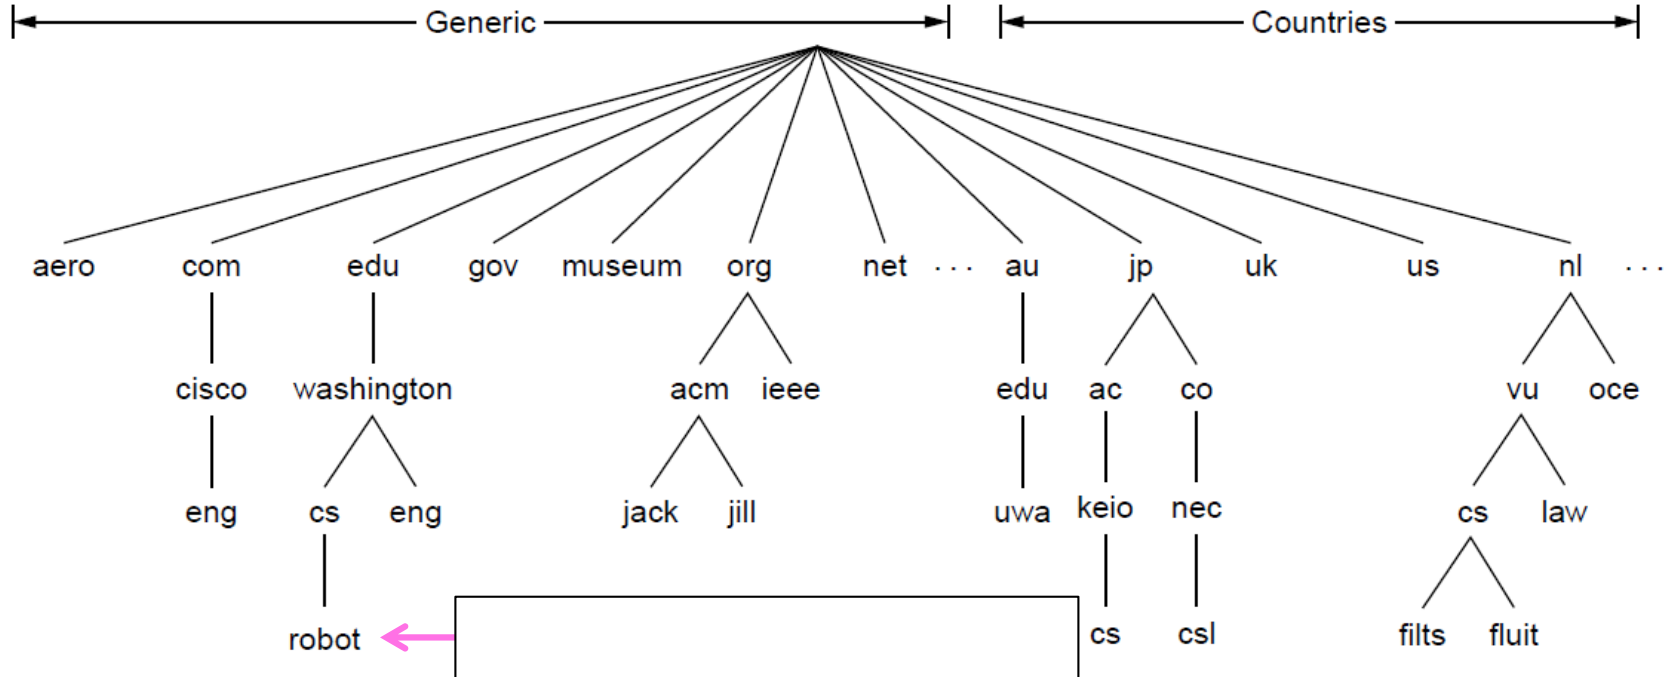 Generic Countries
aero com edu gov museum org net ... au jp uk us nl ...
cisco washington acm ieee edu ac co vu oce
eng cs eng jack jill uwa keio nec cs law
robot cs csl filts fluit